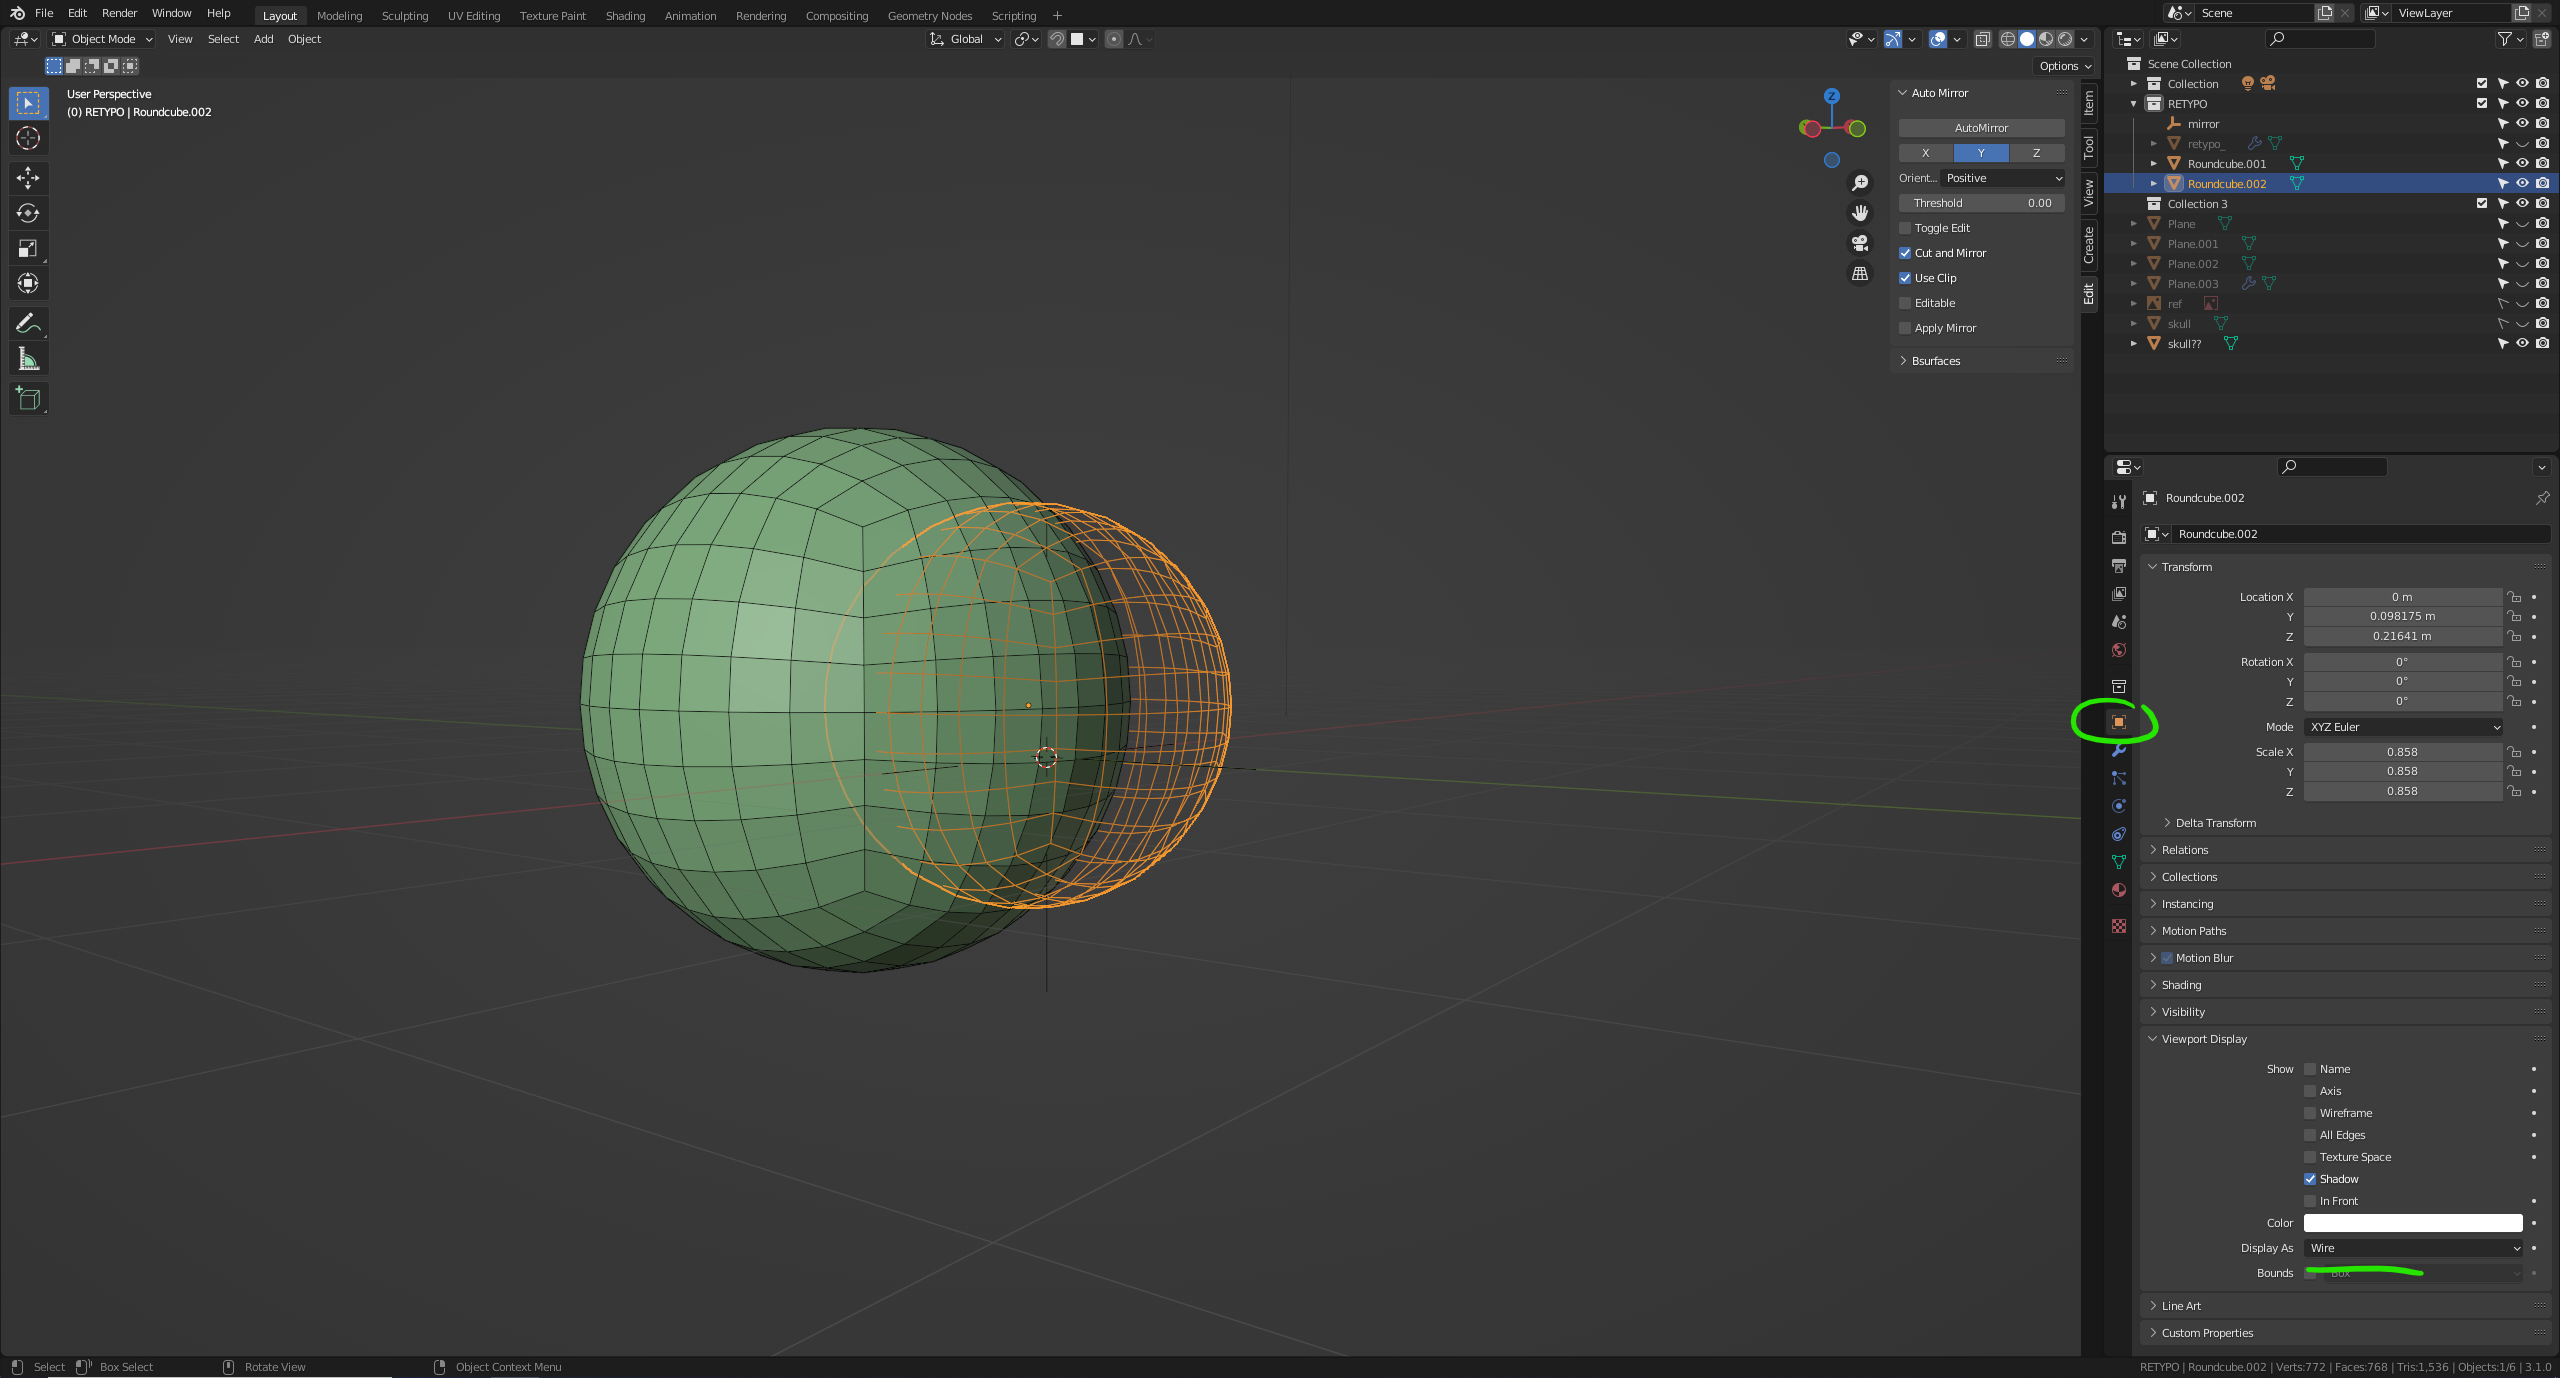 File Edit Render Window Help Layout Modeling Sculpting UV Editing Texture Paint Shading Animation Rendering Compositing Geometry Nodes Scripting + Scene ViewLayer
Object Mode View Select Add Object Global
Options
User Perspective
(0) RETYPO | Roundcube.002
Z
Auto Mirror
AutoMirror
X Y Z
Orient... Positive
Threshold 0.00
Toggle Edit
Cut and Mirror
Use Clip
Editable
Apply Mirror
Bsurfaces
Item
Tool
View
Create
Edit
Scene Collection
Collection
RETYPO
mirror
retypo_
Roundcube.001
Roundcube.002
Collection 3
Plane
Plane.001
Plane.002
Plane.003
ref
skull
skull??
Roundcube.002
Roundcube.002
Transform
Location X 0 m
Y 0.098175 m
Z 0.21641 m
Rotation X 0°
Y 0°
Z 0°
Mode XYZ Euler
Scale X 0.858
Y 0.858
Z 0.858
Delta Transform
Relations
Collections
Instancing
Motion Paths
Motion Blur
Shading
Visibility
Viewport Display
Show Name
Axis
Wireframe
All Edges
Texture Space
Shadow
In Front
Color
Display As Wire
Bounds Box
Line Art
Custom Properties
Select Box Select Rotate View Object Context Menu
RETYPO | Roundcube.002 | Verts:772 | Faces:768 | Tris:1,536 | Objects:1/6 | 3.1.0